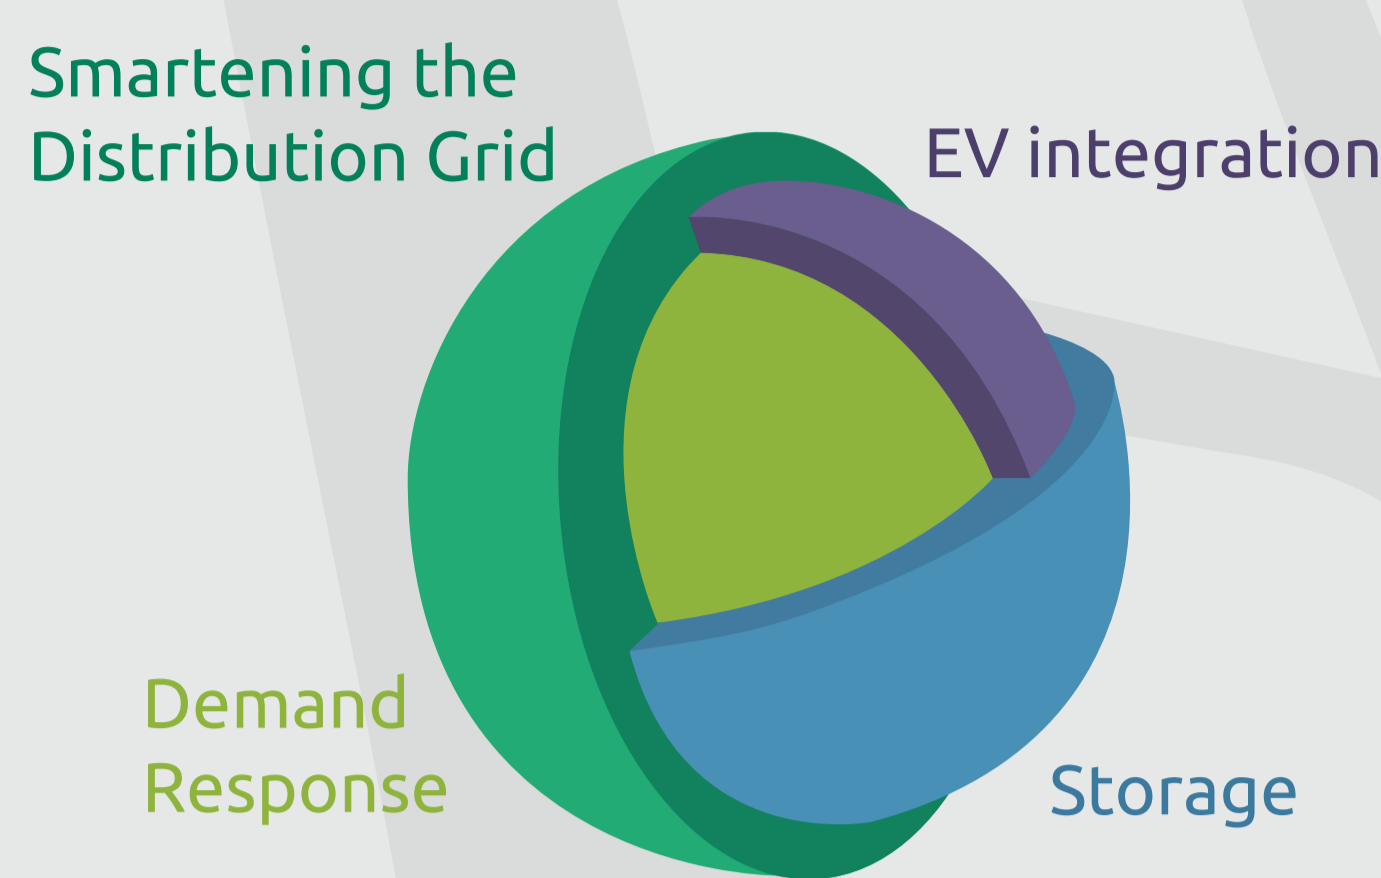 Smartening the
Distribution Grid
EV integration
Demand
Response
Storage